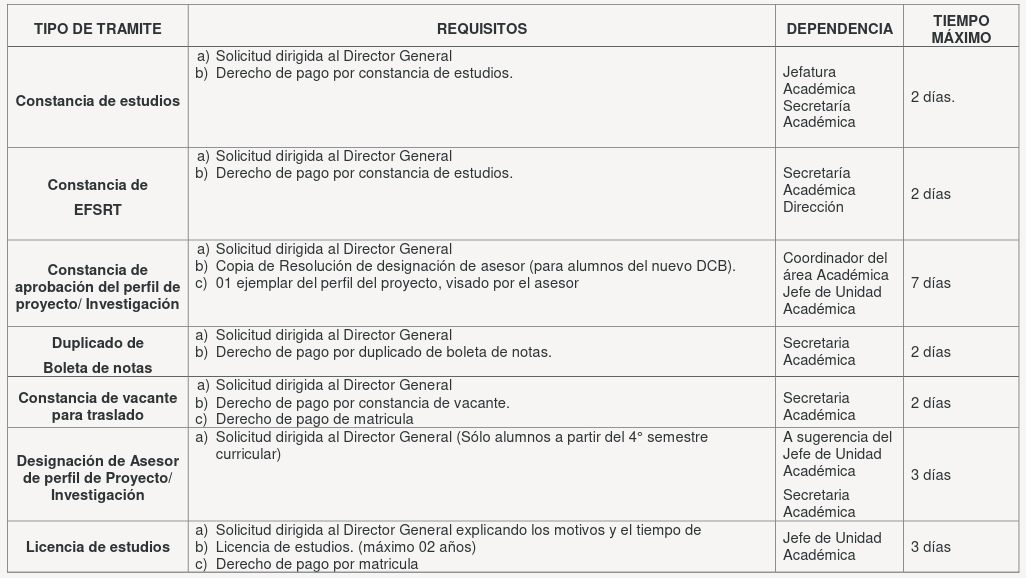 TIPO DE TRAMITE REQUISITOS DEPENDENCIA TIEMPO MÁXIMO
Constancia de estudios
a) Solicitud dirigida al Director General
b) Derecho de pago por constancia de estudios.
Jefatura
Académica
Secretaría
Académica
2 días.
Constancia de
EFSRT
a) Solicitud dirigida al Director General
b) Derecho de pago por constancia de estudios.
Secretaría
Académica
Dirección
2 días
Constancia de
aprobación del perfil de
proyecto/ Investigación
a) Solicitud dirigida al Director General
b) Copia de Resolución de designación de asesor (para alumnos del nuevo DCB).
c) 01 ejemplar del perfil del proyecto, visado por el asesor
Coordinador del
área Académica
Jefe de Unidad
Académica
7 días
Duplicado de
Boleta de notas
a) Solicitud dirigida al Director General
b) Derecho de pago por duplicado de boleta de notas.
Secretaria
Académica
2 días
Constancia de vacante
para traslado
a) Solicitud dirigida al Director General
b) Derecho de pago por constancia de vacante.
c) Derecho de pago de matricula
Secretaria
Académica
2 días
Designación de Asesor
de perfil de Proyecto/
Investigación
a) Solicitud dirigida al Director General (Sólo alumnos a partir del 4° semestre
curricular)
A sugerencia del
Jefe de Unidad
Académica
Secretaria
Académica
3 días
Licencia de estudios
a) Solicitud dirigida al Director General explicando los motivos y el tiempo de
b) Licencia de estudios. (máximo 02 años)
c) Derecho de pago por matricula
Jefe de Unidad
Académica
3 días